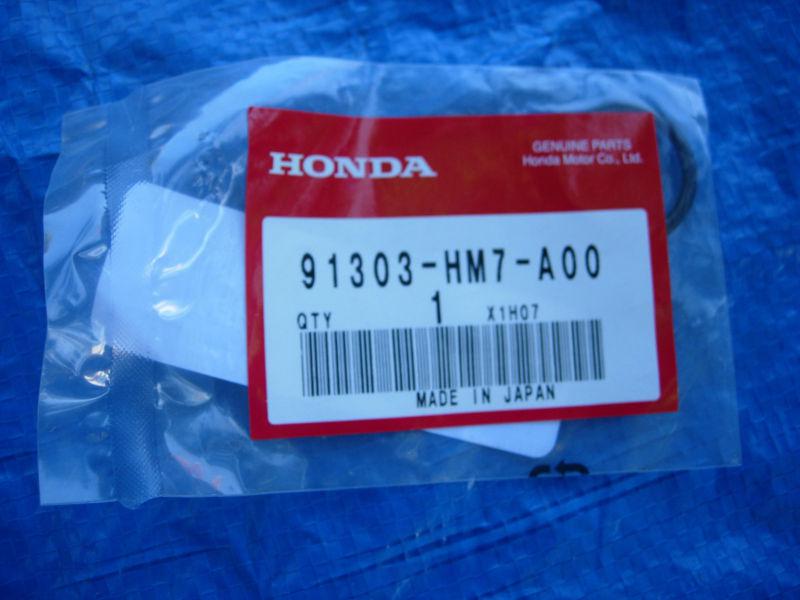 HONDA
GENUINE PARTS
Honda Motor Co., Ltd.
91303-HM7-A00
QTY 1 X1H07
MADE IN JAPAN